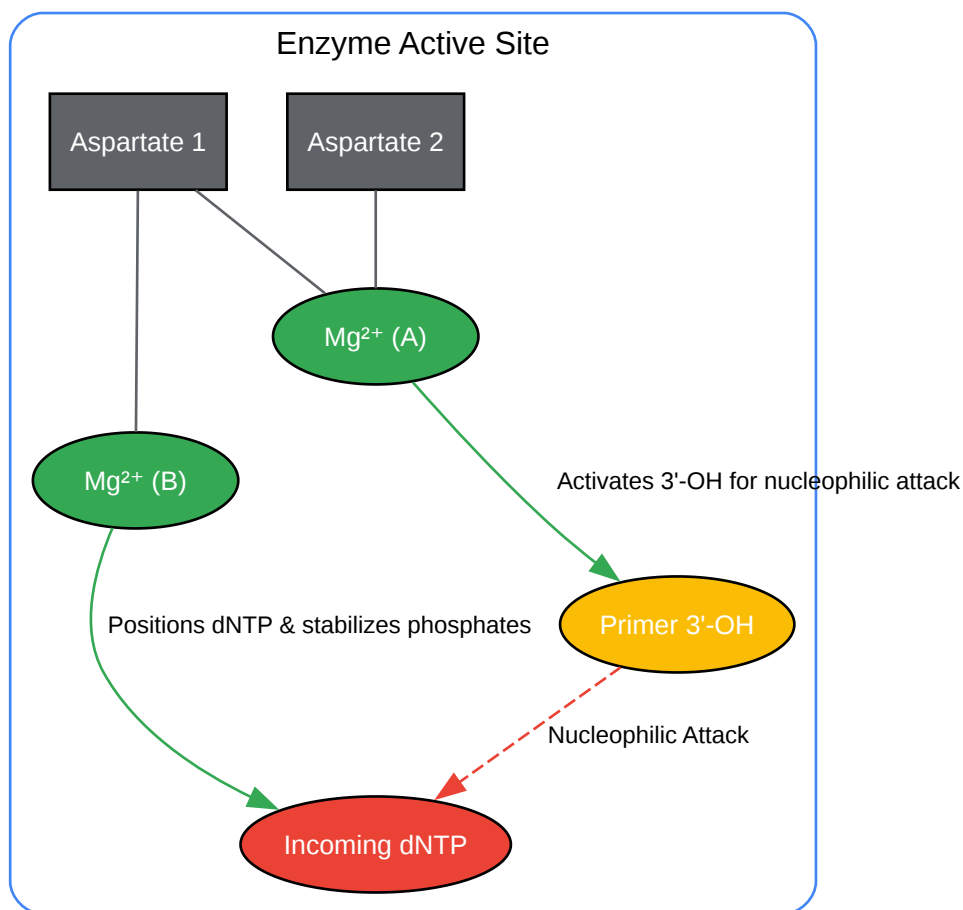 Enzyme Active Site
Aspartate 1
Aspartate 2
Mg²⁺ (A)
Mg²⁺ (B)
Activates 3'-OH for nucleophilic attack
Positions dNTP & stabilizes phosphates
Primer 3'-OH
Nucleophilic Attack
Incoming dNTP